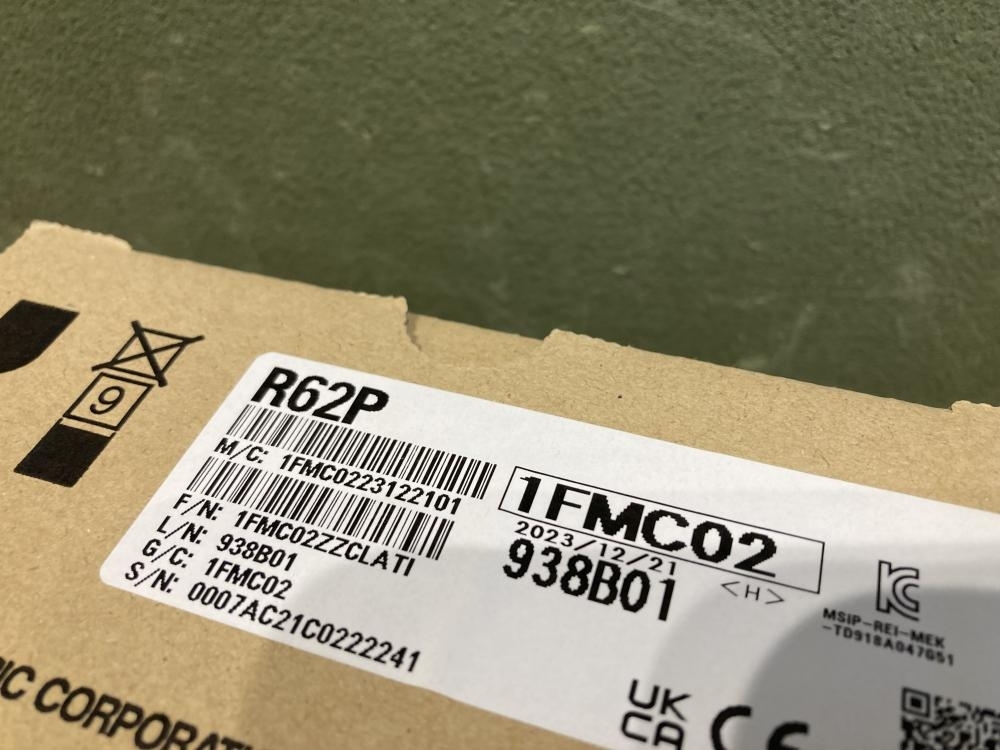 9
R62P
M/C: 1FMC0223122101
F/N: 1FMC02ZZCLATI
L/N: 938B01
G/C: 1FMC02
S/N: 0007AC21C0222241
1FMC02
2023/12/21
938B01
<H>
MSIP-REI-MEK
-TD918A047G51
UK
CA
CE
IC CORPORATI